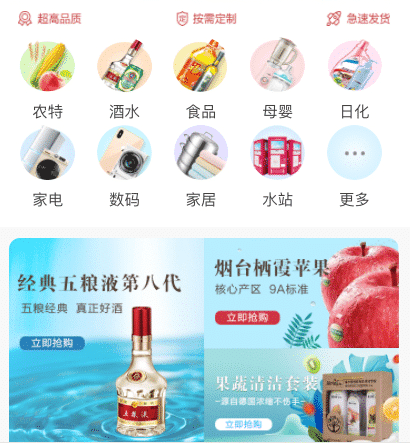 超高品质 按需定制 急速发货
农特 酒水 食品 母婴 日化
家电 数码 家居 水站 更多
经典五粮液第八代
五粮经典 真正好酒
立即抢购
五粮液
烟台栖霞苹果
核心产区 9A标准
立即抢购
果蔬清洁套装
源自德国浓缩不伤手
立即抢购